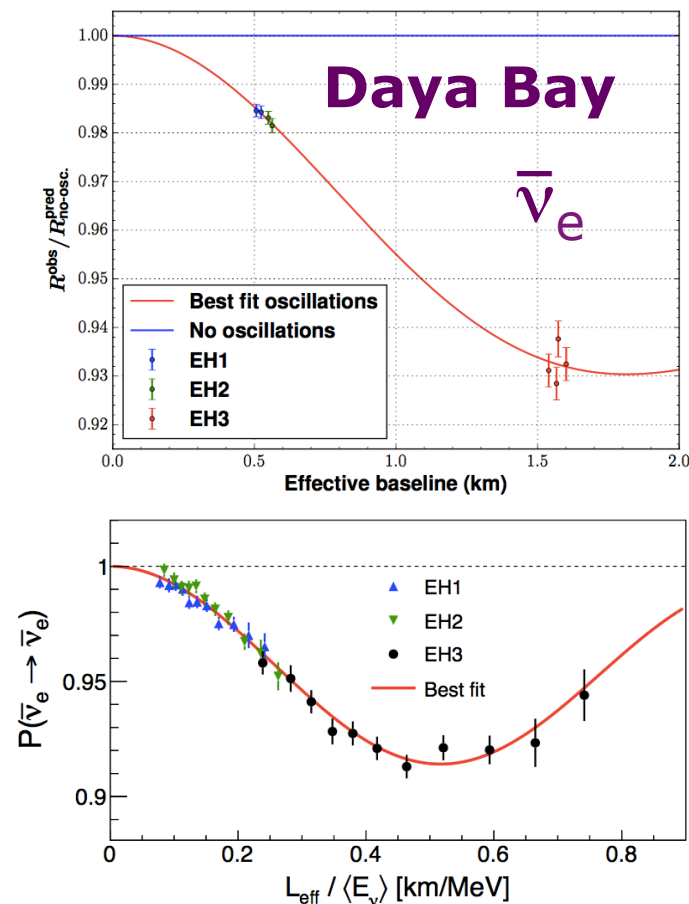 Daya Bay
ν̄e
R^obs/R^pred_no-osc.
1.00
0.99
0.98
0.97
0.96
0.95
0.94
0.93
0.92
Best fit oscillations
No oscillations
EH1
EH2
EH3
0.0 0.5 1.0 1.5 2.0
Effective baseline (km)
P(ν̄e → ν̄e)
1
0.95
0.9
EH1
EH2
EH3
Best fit
0 0.2 0.4 0.6 0.8
Leff / ⟨Eν⟩ [km/MeV]